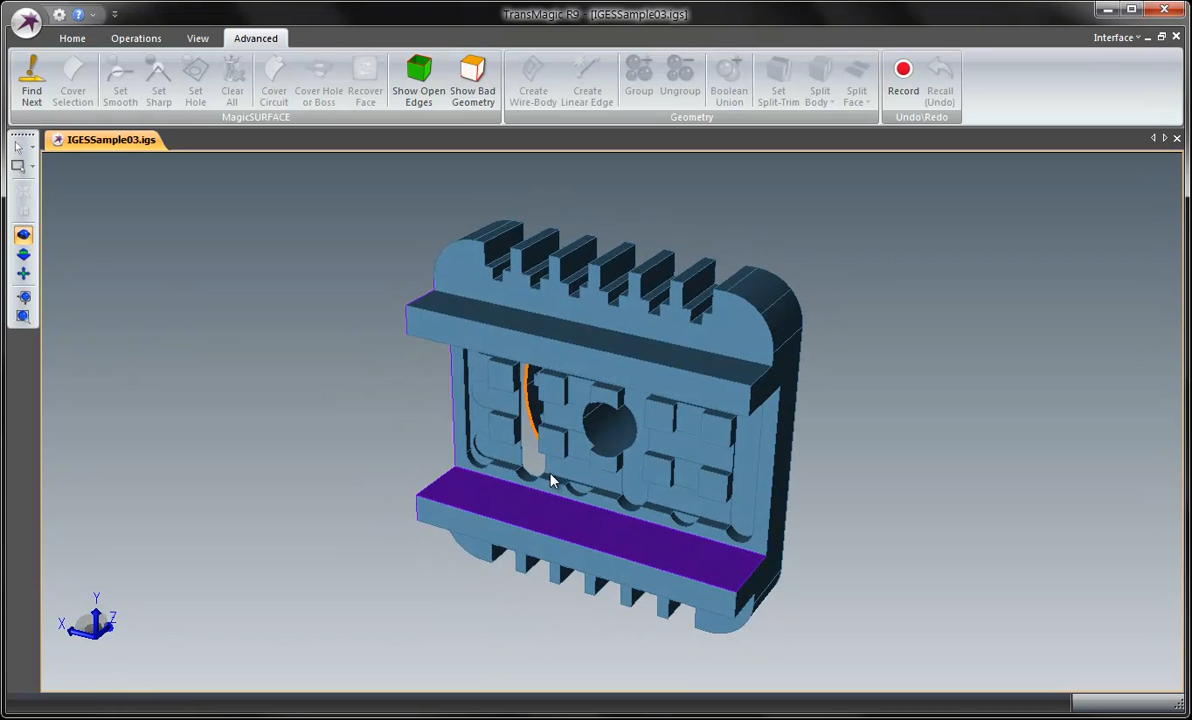 TransMagic R9 - [IGESSample03.igs]
Home Operations View Advanced Interface
Find Next
Cover Selection
Set Smooth
Set Sharp
Set Hole
Clear All
Cover Circuit
Cover Hole or Boss
Recover Face
Show Open Edges
Show Bad Geometry
Create Wire-Body
Create Linear Edge
Group
Ungroup
Boolean Union
Set Split-Trim
Split Body
Split Face
Record
Recall (Undo)
MagicSURFACE
Geometry
Undo\Redo
IGESSample03.igs
Y
X
Z